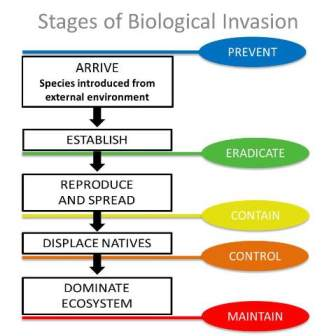 Stages of Biological Invasion
PREVENT
ARRIVE
Species introduced from
external environment
ESTABLISH
ERADICATE
REPRODUCE
AND SPREAD
CONTAIN
DISPLACE NATIVES
CONTROL
DOMINATE
ECOSYSTEM
MAINTAIN